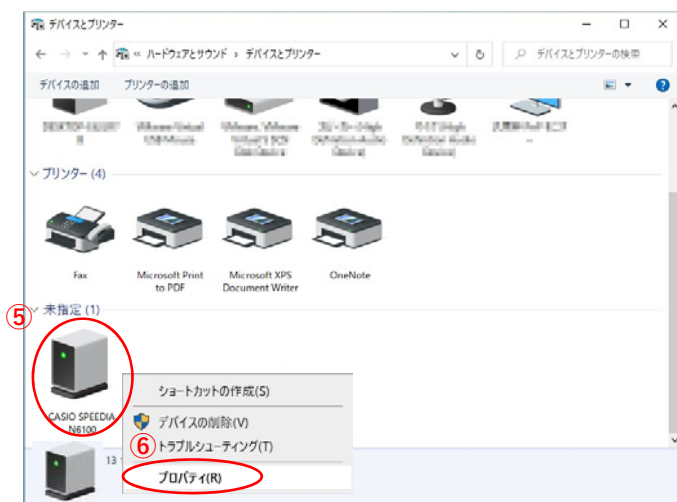 デバイスとプリンター
« ハードウェアとサウンド › デバイスとプリンター
デバイスとプリンターの検索
デバイスの追加 プリンターの追加
プリンター (4)
Fax
Microsoft Print
to PDF
Microsoft XPS
Document Writer
OneNote
⑤
未指定 (1)
CASIO SPEEDIA
N6100
ショートカットの作成(S)
デバイスの削除(V)
⑥
トラブルシューティング(T)
プロパティ(R)
13